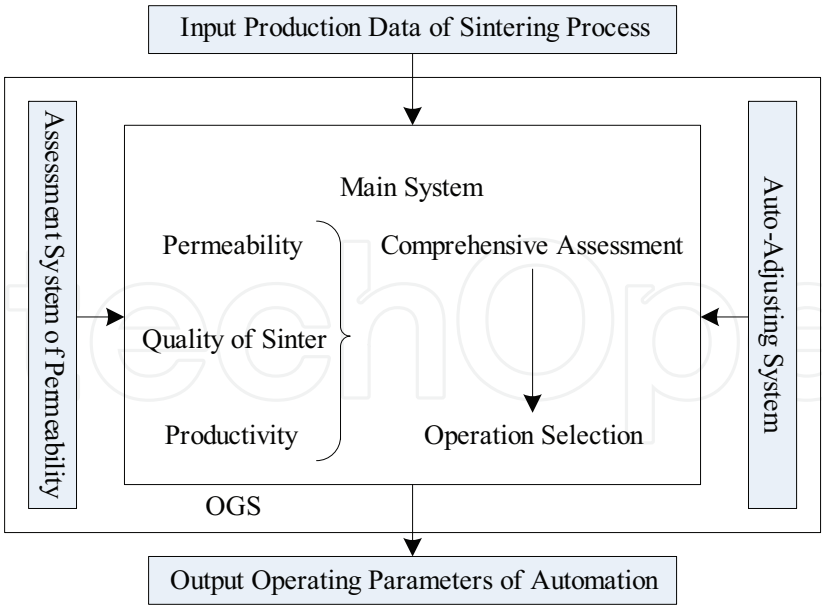 Input Production Data of Sintering Process
Assessment System of Permeability
Main System
Permeability
Comprehensive Assessment
Quality of Sinter
Productivity
Operation Selection
Auto-Adjusting System
OGS
Output Operating Parameters of Automation
techOpe